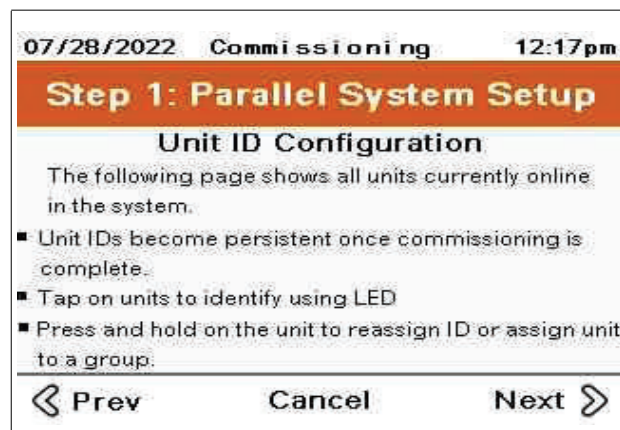 07/28/2022 Commissioning 12:17pm
Step 1: Parallel System Setup
Unit ID Configuration
The following page shows all units currently online
in the system.
▪ Unit IDs become persistent once commissioning is
complete.
▪ Tap on units to identify using LED
▪ Press and hold on the unit to reassign ID or assign unit
to a group.
Prev Cancel Next